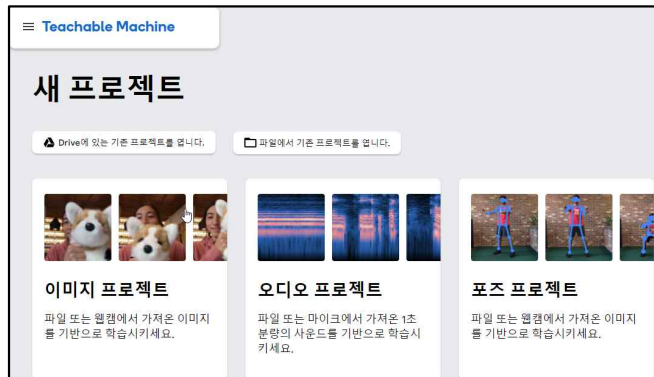 Teachable Machine
새 프로젝트
Drive에 있는 기존 프로젝트를 엽니다.
파일에서 기존 프로젝트를 엽니다.
이미지 프로젝트
파일 또는 웹캠에서 가져온 이미지
를 기반으로 학습시키세요.
오디오 프로젝트
파일 또는 마이크에서 가져온 1초
분량의 사운드를 기반으로 학습시
키세요.
포즈 프로젝트
파일 또는 웹캠에서 가져온 이미지
를 기반으로 학습시키세요.